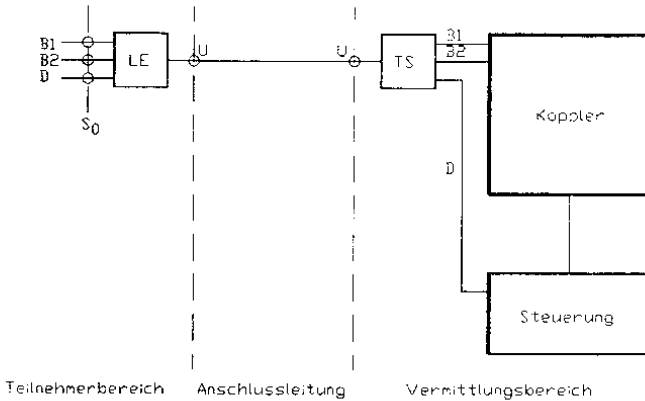 B1
B2
D
LE
S0
U
U
TS
B1
B2
D
Koppler
Steuerung
Teilnehmerbereich
Anschlussleitung
Vermittlungsbereich